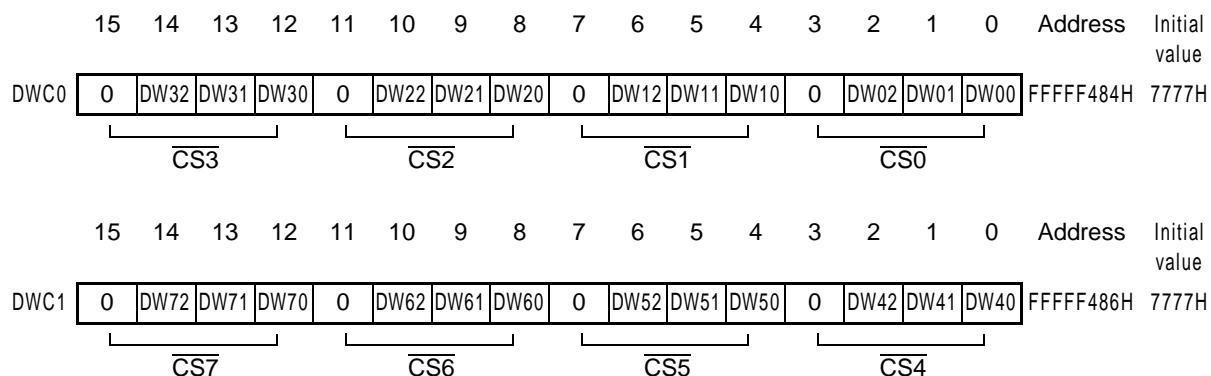 15 14 13 12 11 10 9 8 7 6 5 4 3 2 1 0 Address Initial value
DWC0 0 DW32 DW31 DW30 0 DW22 DW21 DW20 0 DW12 DW11 DW10 0 DW02 DW01 DW00 FFFFF484H 7777H
CS3 CS2 CS1 CS0
15 14 13 12 11 10 9 8 7 6 5 4 3 2 1 0 Address Initial value
DWC1 0 DW72 DW71 DW70 0 DW62 DW61 DW60 0 DW52 DW51 DW50 0 DW42 DW41 DW40 FFFFF486H 7777H
CS7 CS6 CS5 CS4